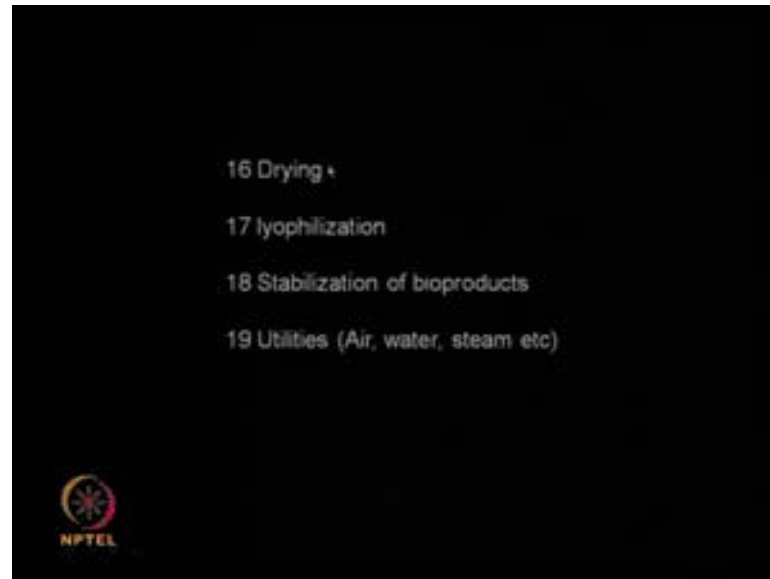 16 Drying
17 lyophilization
18 Stabilization of bioproducts
19 Utilities (Air, water, steam etc)
NPTEL